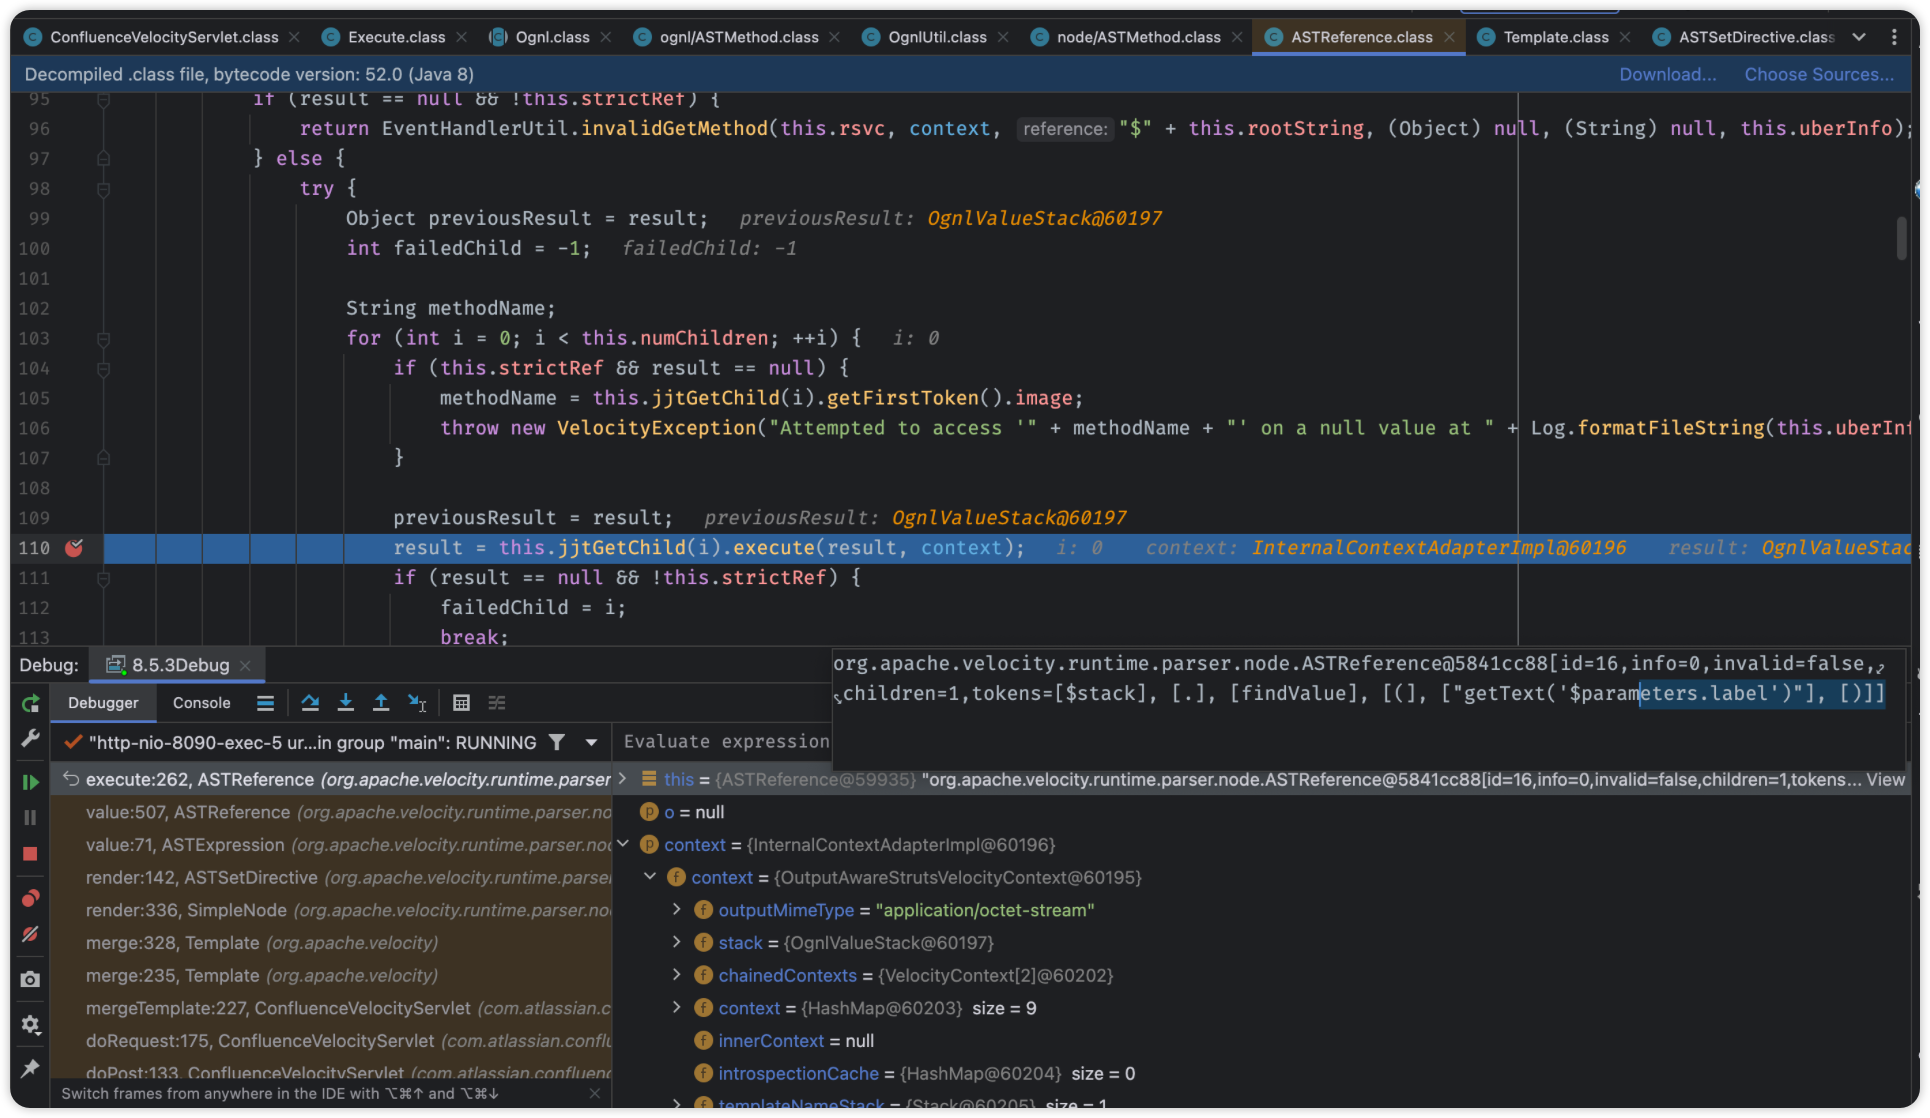 ConfluenceVelocityServlet.class Execute.class Ognl.class ognl/ASTMethod.class OgnlUtil.class node/ASTMethod.class ASTReference.class Template.class ASTSetDirective.class
Decompiled .class file, bytecode version: 52.0 (Java 8) Download... Choose Sources...
95 if (result == null && !this.strictRef) {
96 return EventHandlerUtil.invalidGetMethod(this.rsvc, context, reference: "$" + this.rootString, (Object) null, (String) null, this.uberInfo);
97 } else {
98 try {
99 Object previousResult = result; previousResult: OgnlValueStack@60197
100 int failedChild = -1; failedChild: -1
101
102 String methodName;
103 for (int i = 0; i < this.numChildren; ++i) { i: 0
104 if (this.strictRef && result == null) {
105 methodName = this.jjtGetChild(i).getFirstToken().image;
106 throw new VelocityException("Attempted to access '" + methodName + "' on a null value at " + Log.formatFileString(this.uberInf
107 }
108
109 previousResult = result; previousResult: OgnlValueStack@60197
110 result = this.jjtGetChild(i).execute(result, context); i: 0 context: InternalContextAdapterImpl@60196 result: OgnlValueStac
111 if (result == null && !this.strictRef) {
112 failedChild = i;
113 break;
Debug: 8.5.3Debug
org.apache.velocity.runtime.parser.node.ASTReference@5841cc88[id=16,info=0,invalid=false,
children=1,tokens=[$stack], [.], [findValue], [(], ["getText('$parameters.label')"], [)]]
Debugger Console
"http-nio-8090-exec-5 ur...in group "main": RUNNING
Evaluate expression
execute:262, ASTReference (org.apache.velocity.runtime.parser
this = {ASTReference@59935} "org.apache.velocity.runtime.parser.node.ASTReference@5841cc88[id=16,info=0,invalid=false,children=1,tokens... View
value:507, ASTReference (org.apache.velocity.runtime.parser.no
o = null
value:71, ASTExpression (org.apache.velocity.runtime.parser.noc
context = {InternalContextAdapterImpl@60196}
render:142, ASTSetDirective (org.apache.velocity.runtime.parser
context = {OutputAwareStrutsVelocityContext@60195}
render:336, SimpleNode (org.apache.velocity.runtime.parser.no
outputMimeType = "application/octet-stream"
merge:328, Template (org.apache.velocity)
stack = {OgnlValueStack@60197}
merge:235, Template (org.apache.velocity)
chainedContexts = {VelocityContext[2]@60202}
mergeTemplate:227, ConfluenceVelocityServlet (com.atlassian.c
context = {HashMap@60203} size = 9
doRequest:175, ConfluenceVelocityServlet (com.atlassian.conflu
innerContext = null
doPost:133, ConfluenceVelocityServlet (com.atlassian.confluenc
introspectionCache = {HashMap@60204} size = 0
Switch frames from anywhere in the IDE with ⌥⌘↑ and ⌥⌘↓
templateNameStack = {Stack@60205} size = 1